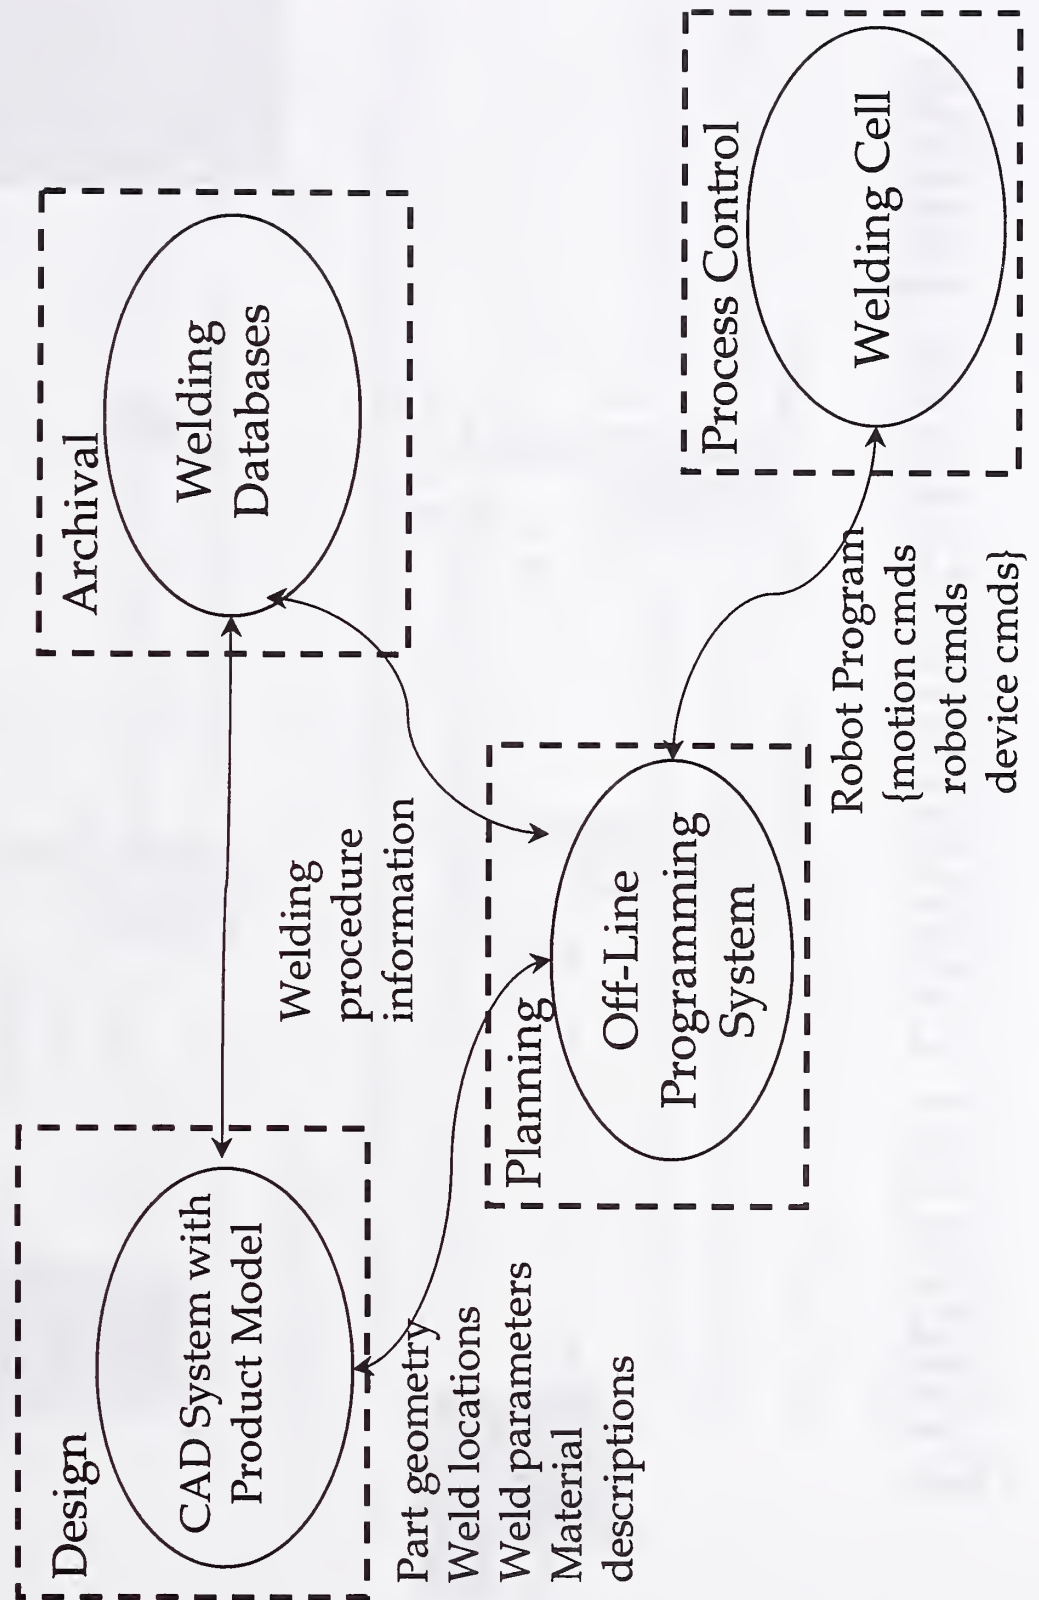 Design
CAD System with
Product Model
Archival
Welding
Databases
Welding
procedure
information
Part geometry
Weld locations
Weld parameters
Material
descriptions
Planning
Off-Line
Programming
System
Robot Program
{motion cmds
robot cmds
device cmds}
Process Control
Welding Cell